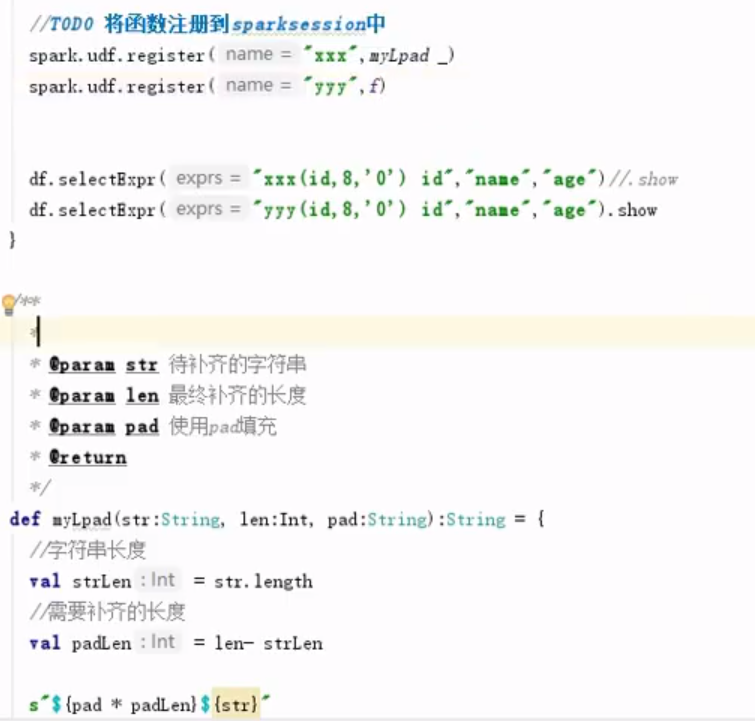 //TODO 将函数注册到sparksession中
spark.udf.register( name = "xxx",myLpad _)
spark.udf.register( name = "yyy",f)
df.selectExpr( exprs = "xxx(id,8,'0') id","name","age")//.show
df.selectExpr( exprs = "yyy(id,8,'0') id","name","age").show
}
/**
*
* @param str 待补齐的字符串
* @param len 最终补齐的长度
* @param pad 使用pad填充
* @return
*/
def myLpad(str:String, len:Int, pad:String):String = {
//字符串长度
val strLen : Int = str.length
//需要补齐的长度
val padLen : Int = len- strLen
s"${pad * padLen}${str}"